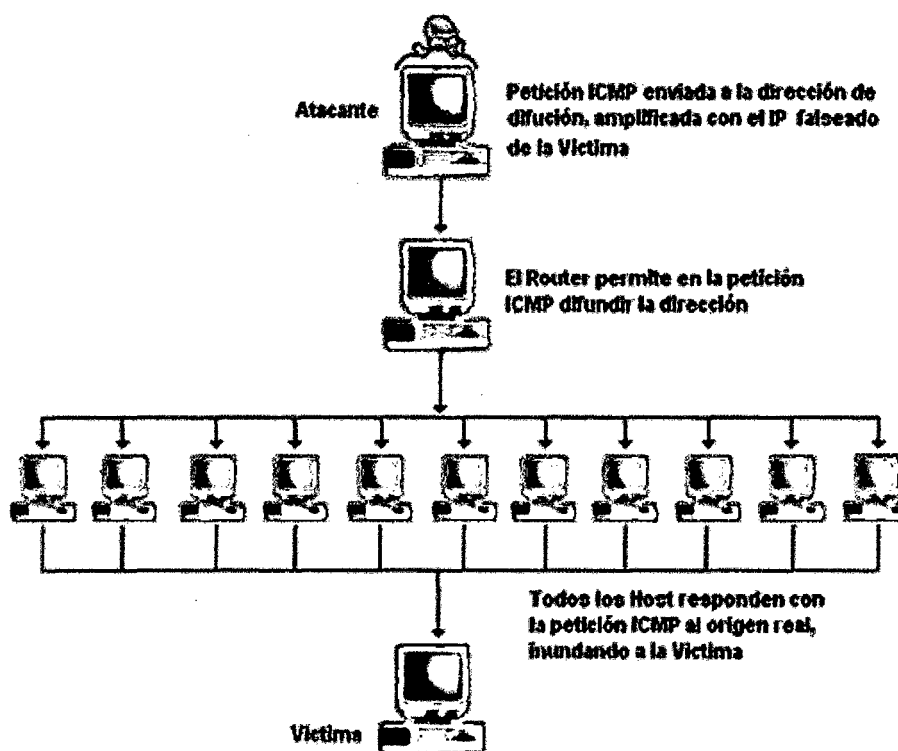 Atacante
Petición ICMP enviada a la dirección de
difución, amplificada con el IP falseado
de la Victima
El Router permite en la petición
ICMP difundir la dirección
Todos los Host responden con
la petición ICMP al origen real,
inundando a la Victima
Victima